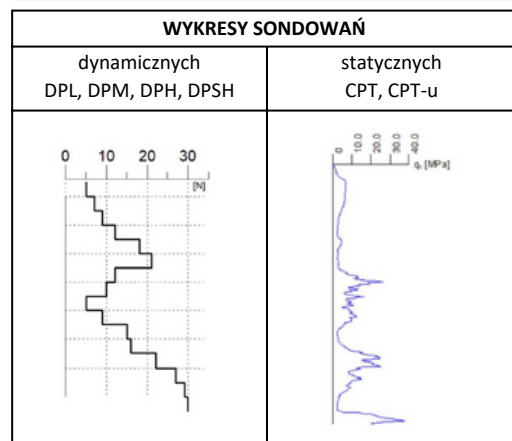 WYKRESY SONDOWAŃ
dynamicznych
DPL, DPM, DPH, DPSH
statycznych
CPT, CPT-u
0 10 20 30
[N]
0 10.0 20.0 30.0 40.0
qc [MPa]